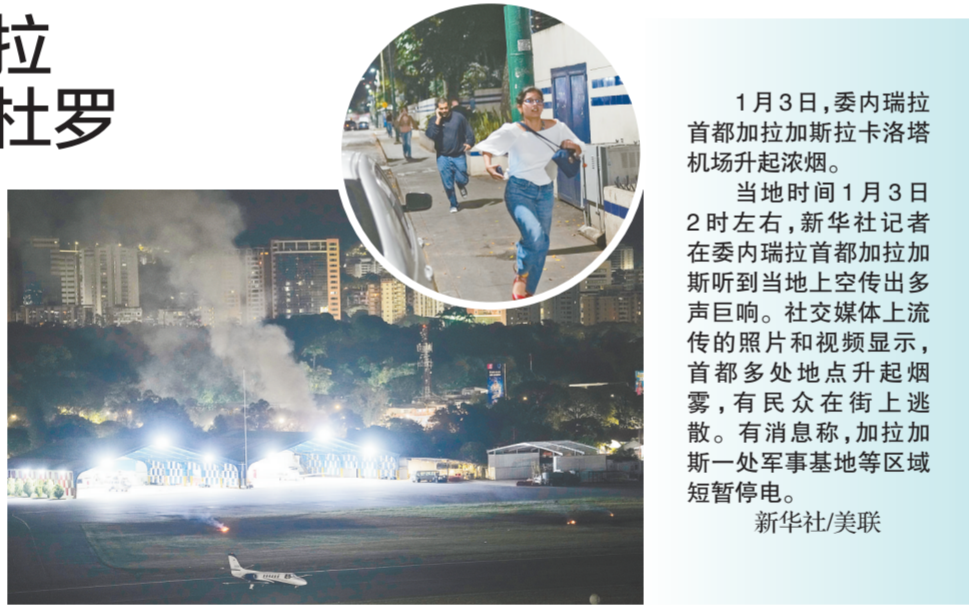 拉
杜罗
1月3日，委内瑞拉
首都加拉加斯拉卡洛塔
机场升起浓烟。
当地时间1月3日
2时左右，新华社记者
在委内瑞拉首都加拉加
斯听到当地上空传出多
声巨响。社交媒体上流
传的照片和视频显示，
首都多处地点升起烟
雾，有民众在街上逃
散。有消息称，加拉加
斯一处军事基地等区域
短暂停电。
新华社/美联